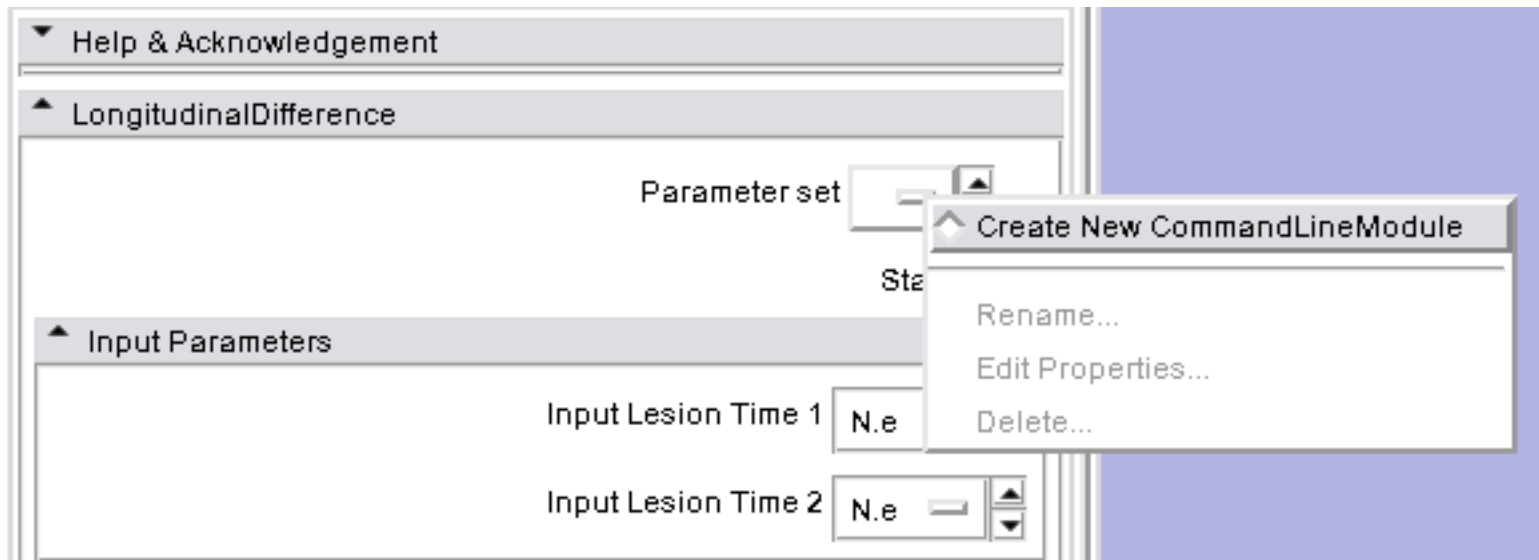 Help & Acknowledgement
LongitudinalDifference
Parameter set
Create New CommandLineModule
Sta
Rename...
Input Parameters
Edit Properties...
Input Lesion Time 1 N.e
Delete...
Input Lesion Time 2 N.e